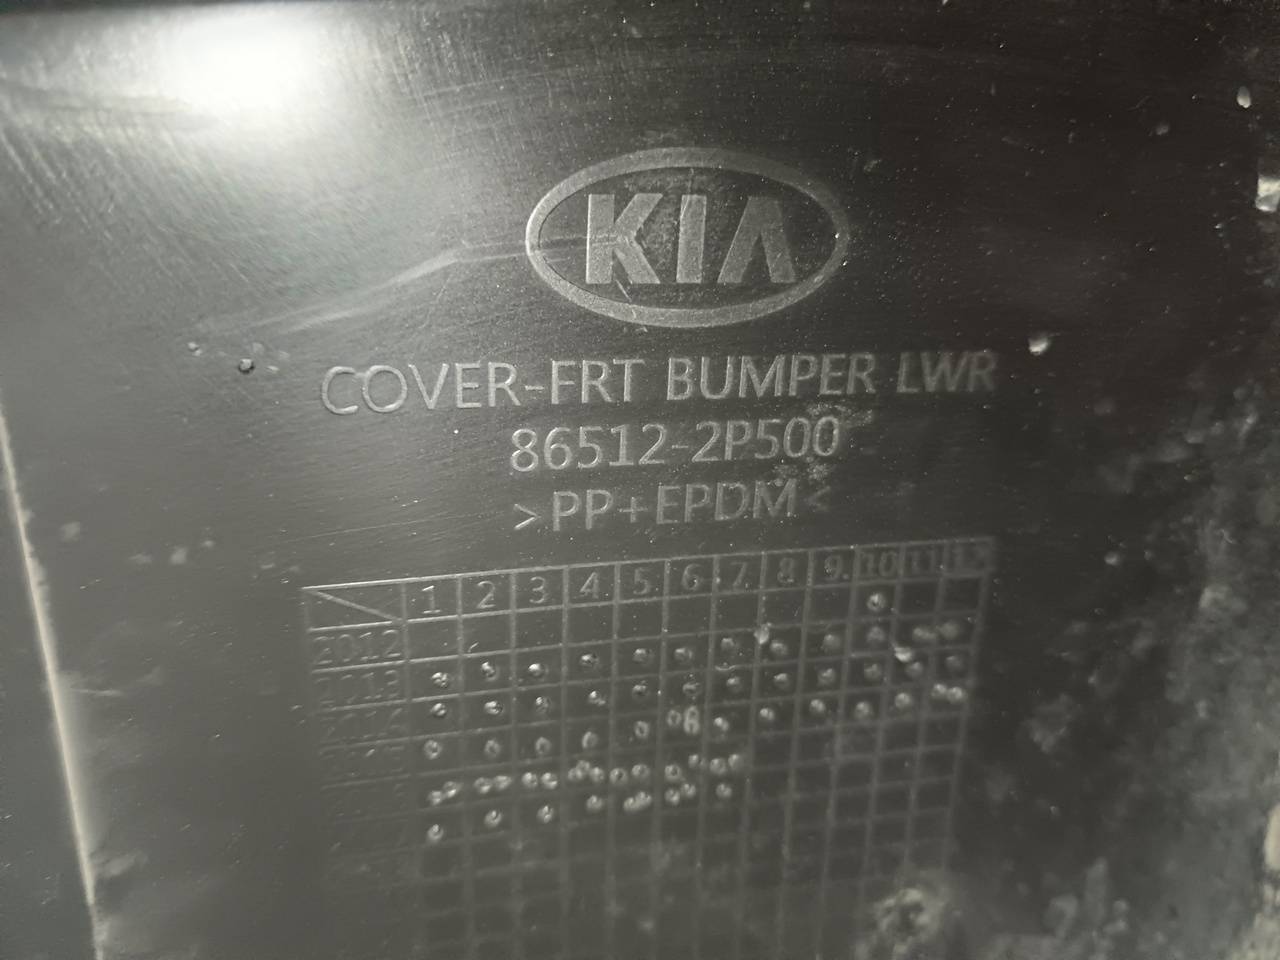 KIA
COVER-FRT BUMPER LWR
86512-2P500
>PP+EPDM<
1 2 3 4 5 6 7 8 9 10 11 12
2012
2013
2014